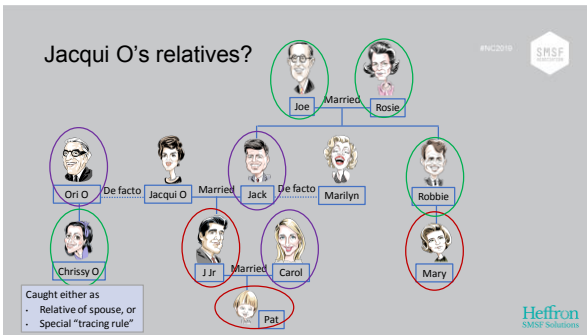 Jacqui O's relatives?
#NC2018
SMSF
ASSOCIATION
Married
Joe
Rosie
Ori O
De facto
Jacqui O
Married
Jack
De facto
Marilyn
Robbie
Chrissy O
J Jr
Married
Carol
Mary
Pat
Caught either as
- Relative of spouse, or
- Special "tracing rule"
Heffron
SMSF Solutions